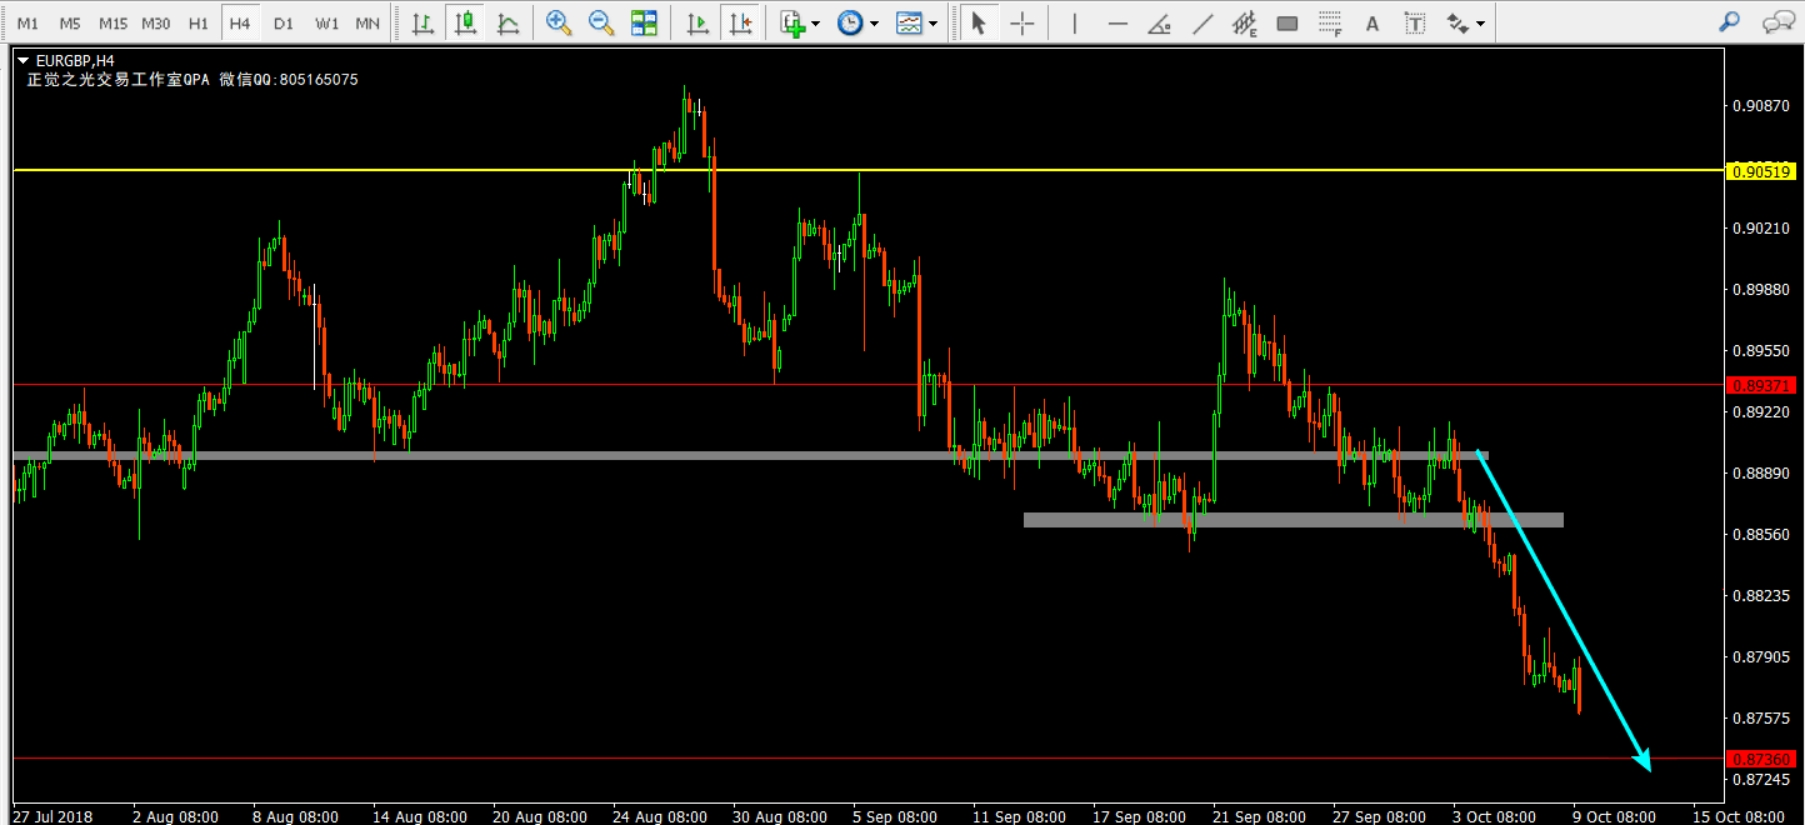 M1 M5 M15 M30 H1 H4 D1 W1 MN
E F A T
EURGBP,H4
正觉之光交易工作室QPA 微信QQ:805165075
0.90870
0.90519
0.90210
0.89880
0.89550
0.89371
0.89220
0.88890
0.88560
0.88235
0.87905
0.87575
0.87360
0.87245
27 Jul 2018 2 Aug 08:00 8 Aug 08:00 14 Aug 08:00 20 Aug 08:00 24 Aug 08:00 30 Aug 08:00 5 Sep 08:00 11 Sep 08:00 17 Sep 08:00 21 Sep 08:00 27 Sep 08:00 3 Oct 08:00 9 Oct 08:00 15 Oct 08:00